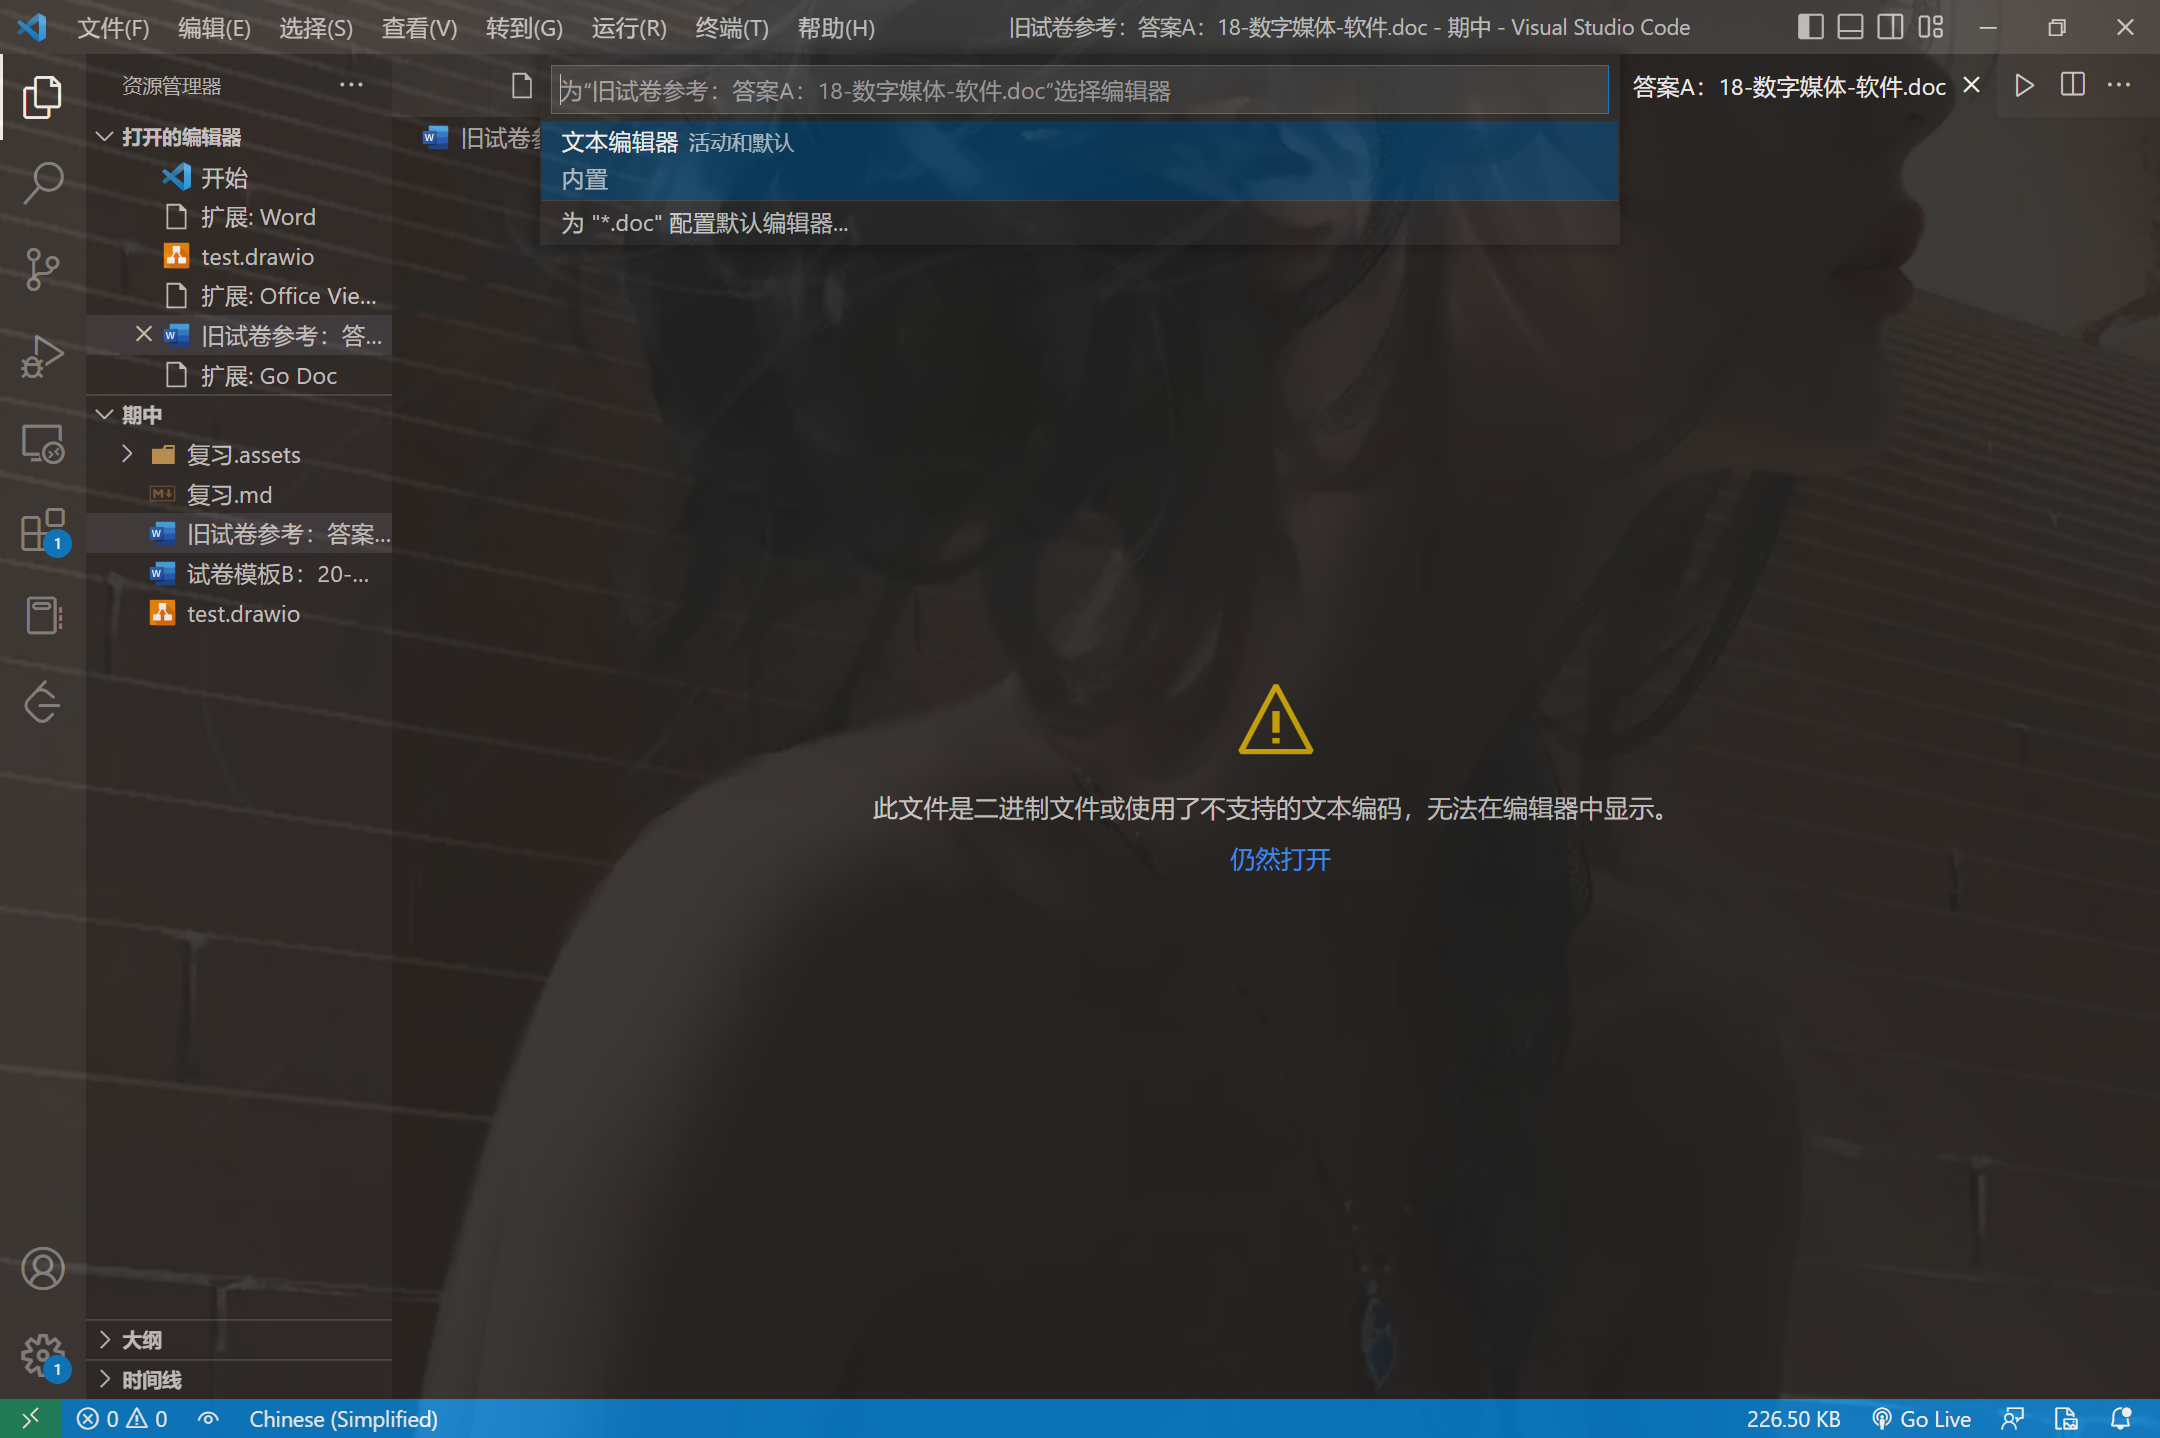 文件(F) 编辑(E) 选择(S) 查看(V) 转到(G) 运行(R) 终端(T) 帮助(H) 旧试卷参考：答案A：18-数字媒体-软件.doc - 期中 - Visual Studio Code
资源管理器
为“旧试卷参考：答案A：18-数字媒体-软件.doc”选择编辑器
答案A：18-数字媒体-软件.doc
文本编辑器 活动和默认
内置
为 "*.doc" 配置默认编辑器...
旧试卷参
打开的编辑器
开始
扩展: Word
test.drawio
扩展: Office Vie...
旧试卷参考：答...
扩展: Go Doc
期中
复习.assets
复习.md
旧试卷参考：答案...
试卷模板B：20-...
test.drawio
1
此文件是二进制文件或使用了不支持的文本编码，无法在编辑器中显示。
仍然打开
大纲
时间线
1
0 0 Chinese (Simplified) 226.50 KB Go Live